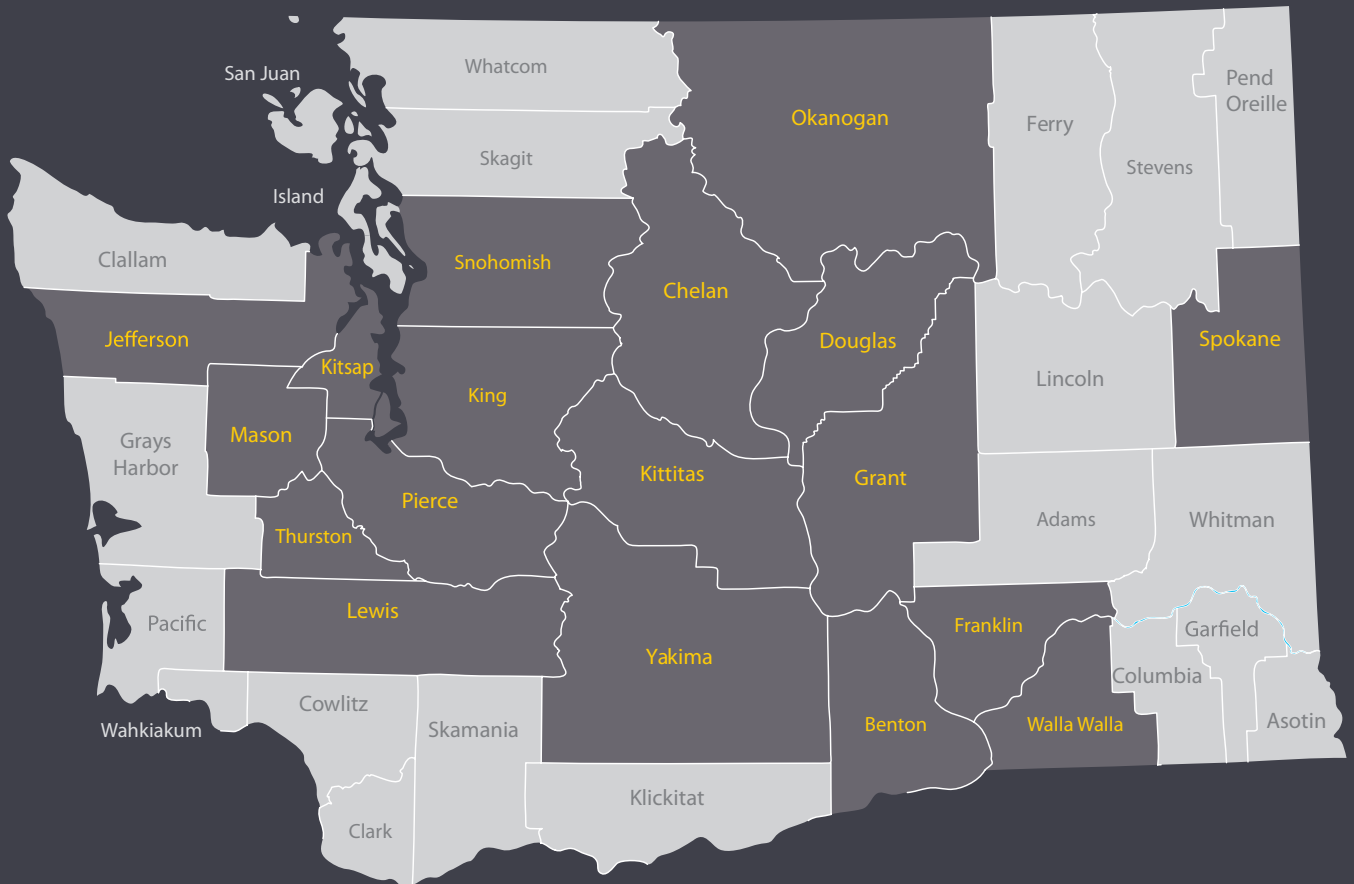 Whatcom
San Juan
Pend
Oreille
Okanogan
Ferry
Skagit
Stevens
Island
Clallam
Snohomish
Chelan
Jefferson
Douglas
Spokane
Kitsap
Lincoln
King
Mason
Grays
Harbor
Kittitas
Grant
Pierce
Adams
Whitman
Thurston
Lewis
Pacific
Franklin
Garfield
Yakima
Columbia
Cowlitz
Wahkiakum
Skamania
Benton
Walla Walla
Asotin
Klickitat
Clark